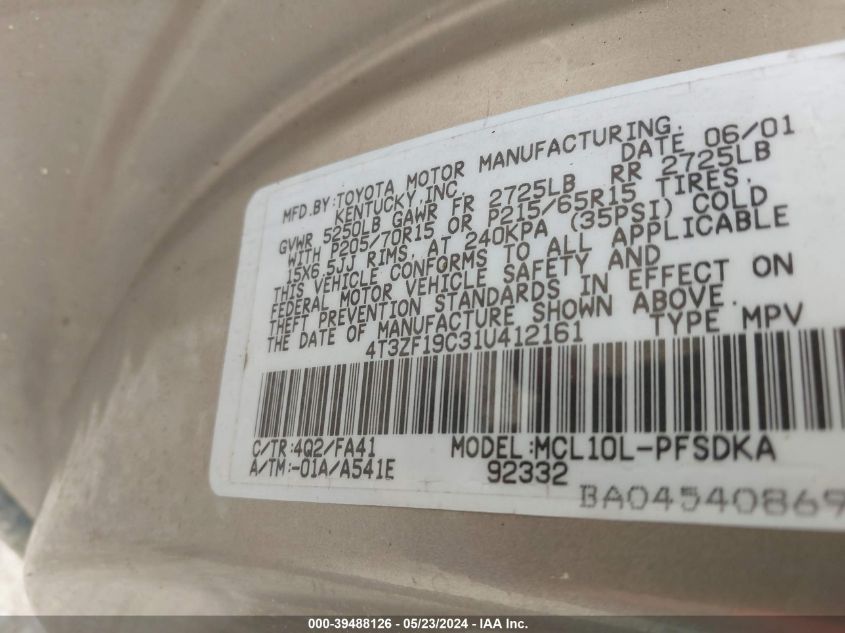 MFD.BY:TOYOTA MOTOR MANUFACTURING.
KENTUCKY,INC. DATE 06/01
GVWR 5250LB GAWR FR 2725LB RR 2725LB
WITH P205/70R15 OR P215/65R15 TIRES.
15X6.5JJ RIMS, AT 240KPA (35PSI) COLD
THIS VEHICLE CONFORMS TO ALL APPLICABLE
FEDERAL MOTOR VEHICLE SAFETY AND
THEFT PREVENTION STANDARDS IN EFFECT ON
THE DATE OF MANUFACTURE SHOWN ABOVE.
4T3ZF19C31U412161 TYPE MPV
C/TR:4Q2/FA41 MODEL:MCL10L-PFSDKA
A/TM:-01A/A541E 92332
BA04540869
000-39488126 - 05/23/2024 - IAA Inc.